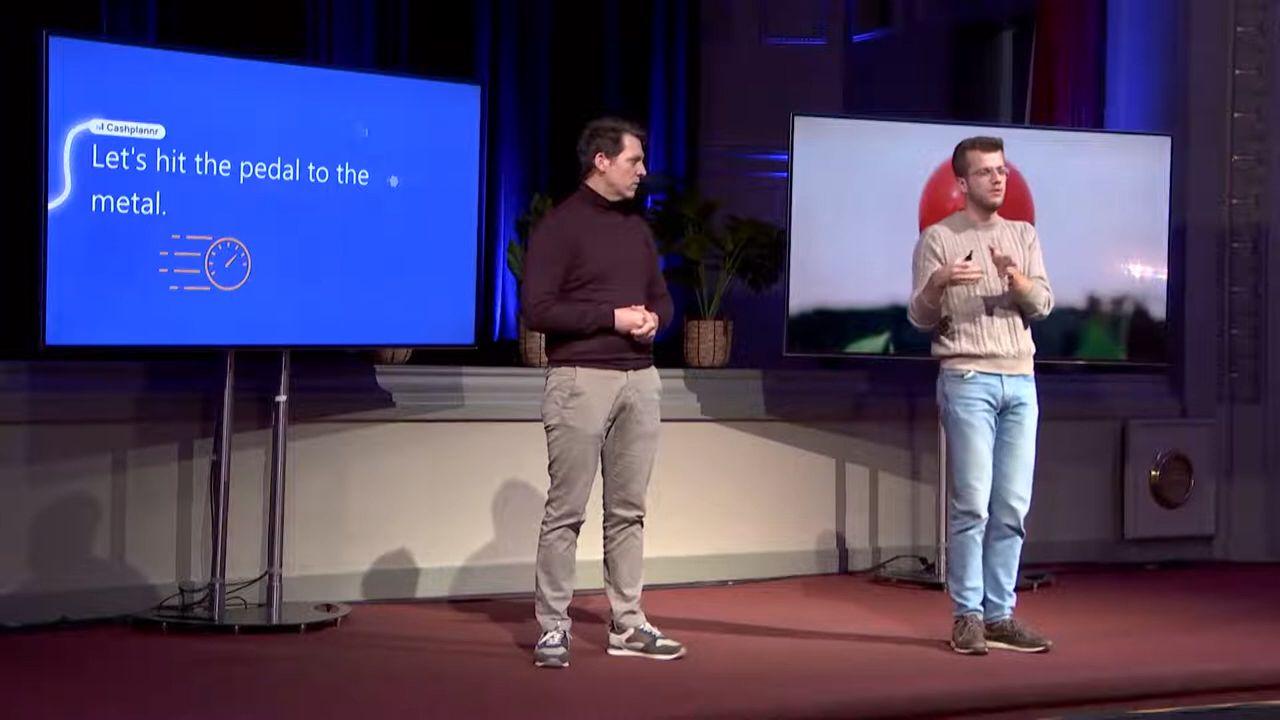 Cashplannr
Let's hit the pedal to the
metal.